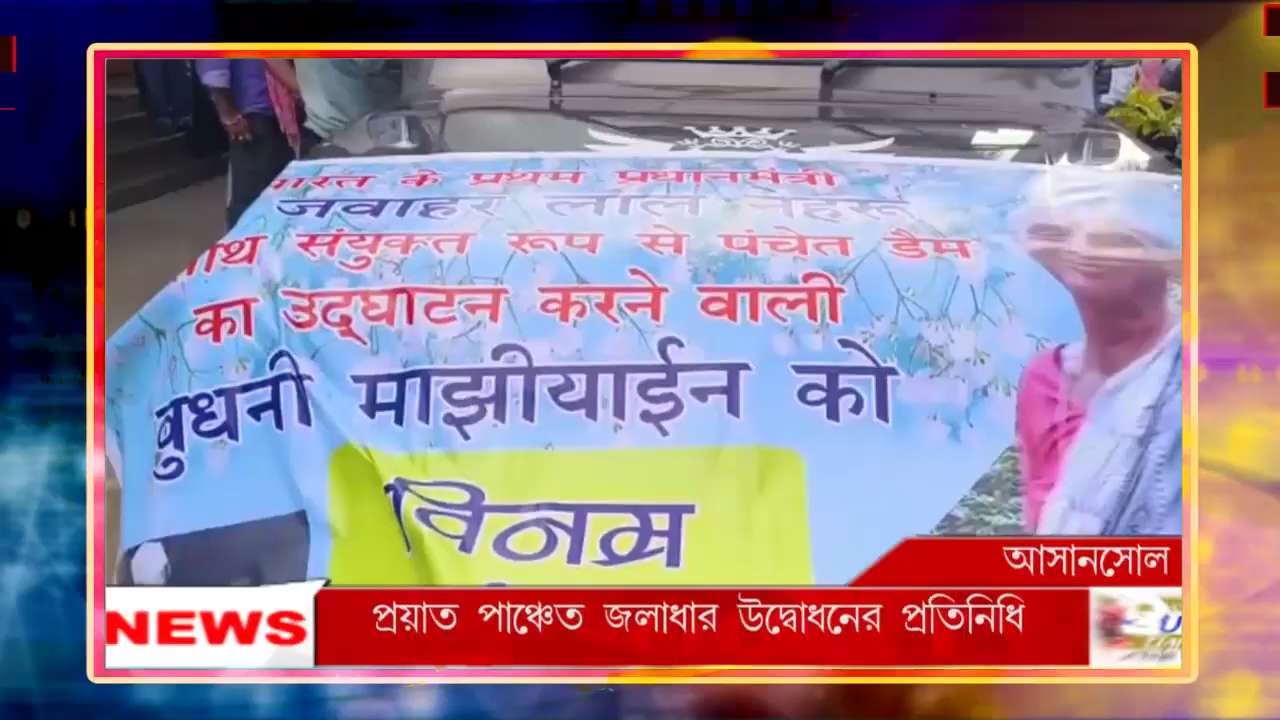 भारत के प्रथम प्रधानमंत्री
जवाहर लाल नेहरू
साथ संयुक्त रूप से पंचेत डैम
का उद्घाटन करने वाली
बुधनी माझीयाईन को
विनम्र
আসানসোল
NEWS
প্রয়াত পাঞ্চেত জলাধার উদ্বোধনের প্রতিনিধি